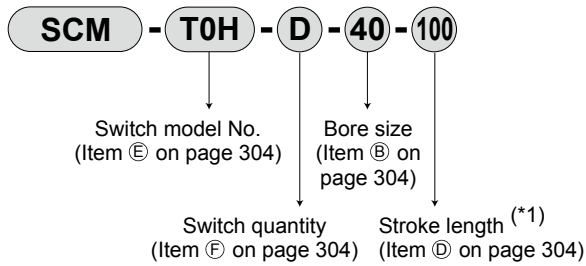 SCM - T0H - D - 40 - 100
Switch model No.
(Item Ⓔ on page 304)
Bore size
(Item Ⓑ on
page 304)
Switch quantity
(Item Ⓕ on page 304)
Stroke length (*1)
(Item Ⓓ on page 304)